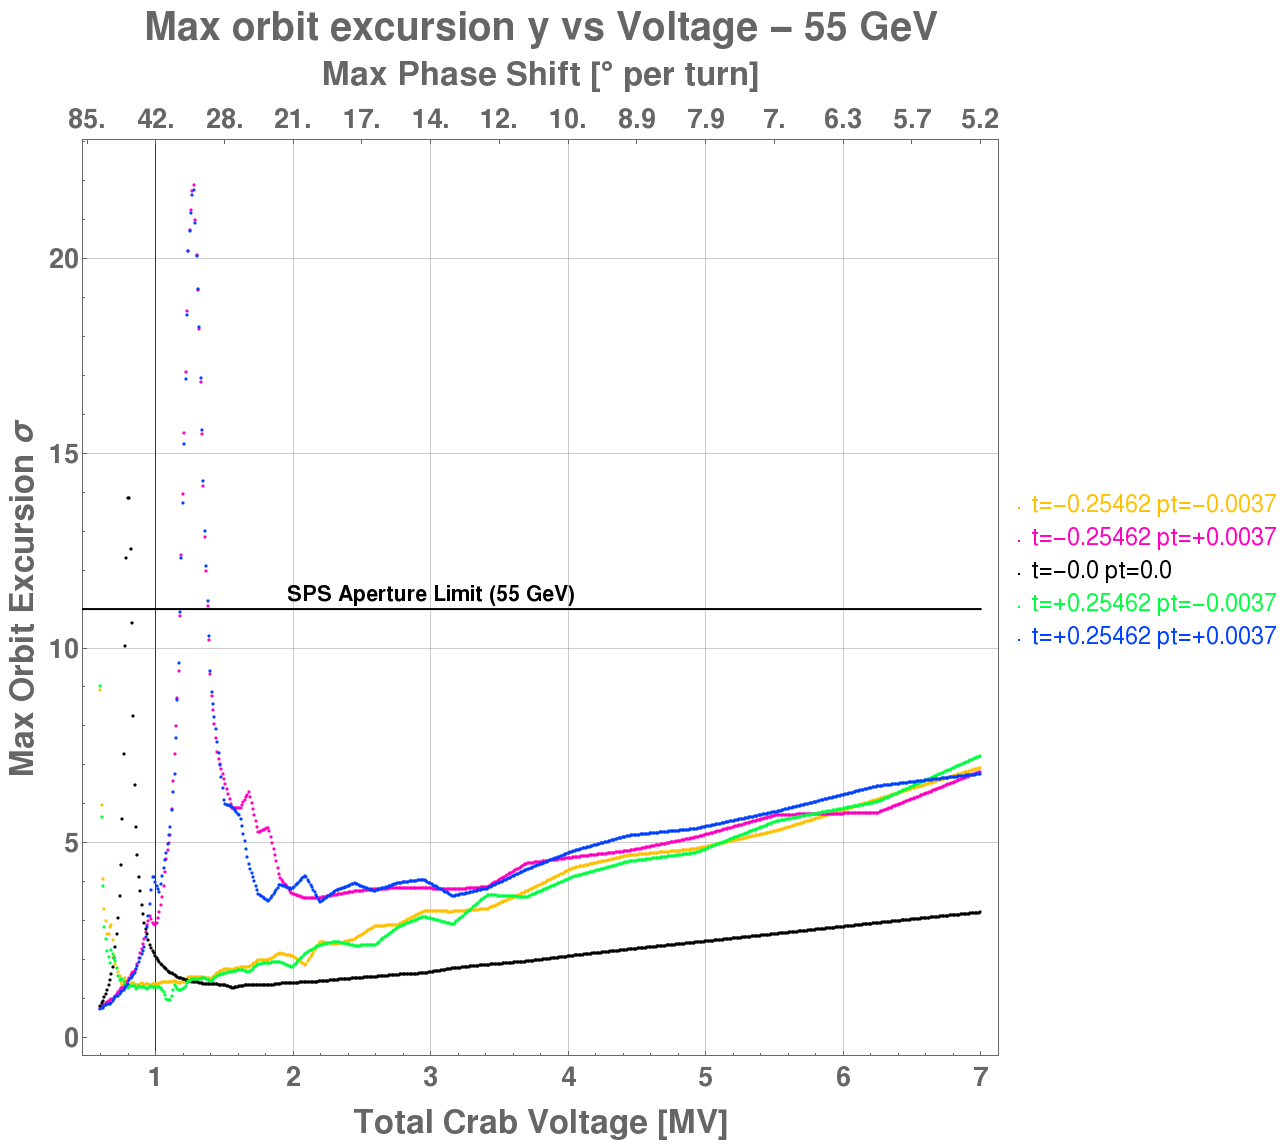 Max orbit excursion y vs Voltage – 55 GeV
Max Phase Shift [° per turn]
85. 42. 28. 21. 17. 14. 12. 10. 8.9 7.9 7. 6.3 5.7 5.2
20
15
SPS Aperture Limit (55 GeV)
10
5
0
Max Orbit Excursion σ
1 2 3 4 5 6 7
Total Crab Voltage [MV]
t=−0.25462 pt=−0.0037
t=−0.25462 pt=+0.0037
t=−0.0 pt=0.0
t=+0.25462 pt=−0.0037
t=+0.25462 pt=+0.0037